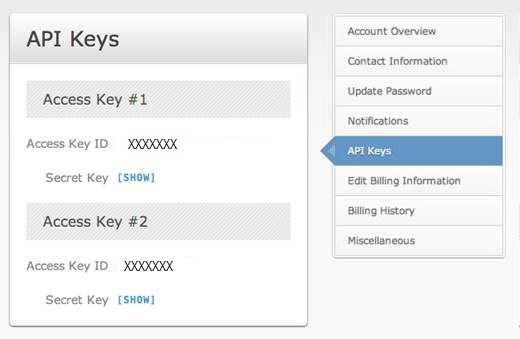 API Keys
Access Key #1
Access Key ID XXXXXXX
Secret Key [SHOW]
Access Key #2
Access Key ID XXXXXXX
Secret Key [SHOW]
Account Overview
Contact Information
Update Password
Notifications
API Keys
Edit Billing Information
Billing History
Miscellaneous